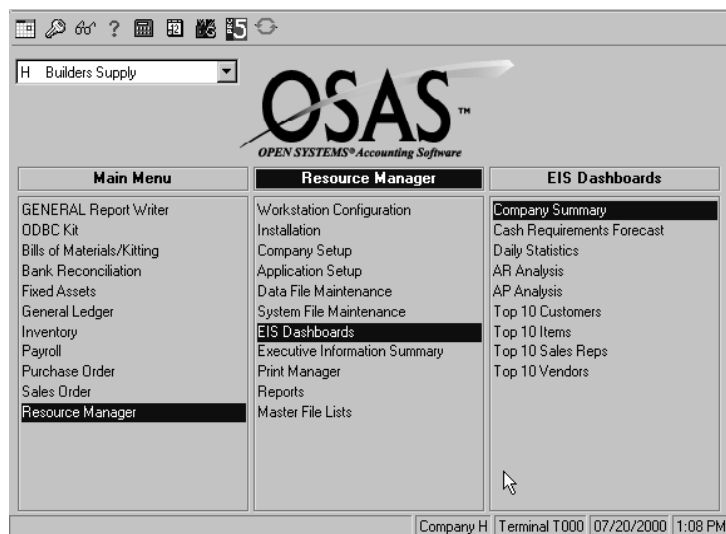 H Builders Supply
OSAS™
OPEN SYSTEMS® Accounting Software
Main Menu
GENERAL Report Writer
ODBC Kit
Bills of Materials/Kitting
Bank Reconciliation
Fixed Assets
General Ledger
Inventory
Payroll
Purchase Order
Sales Order
Resource Manager
Resource Manager
Workstation Configuration
Installation
Company Setup
Application Setup
Data File Maintenance
System File Maintenance
EIS Dashboards
Executive Information Summary
Print Manager
Reports
Master File Lists
EIS Dashboards
Company Summary
Cash Requirements Forecast
Daily Statistics
AR Analysis
AP Analysis
Top 10 Customers
Top 10 Items
Top 10 Sales Reps
Top 10 Vendors
Company H Terminal T000 07/20/2000 1:08 PM